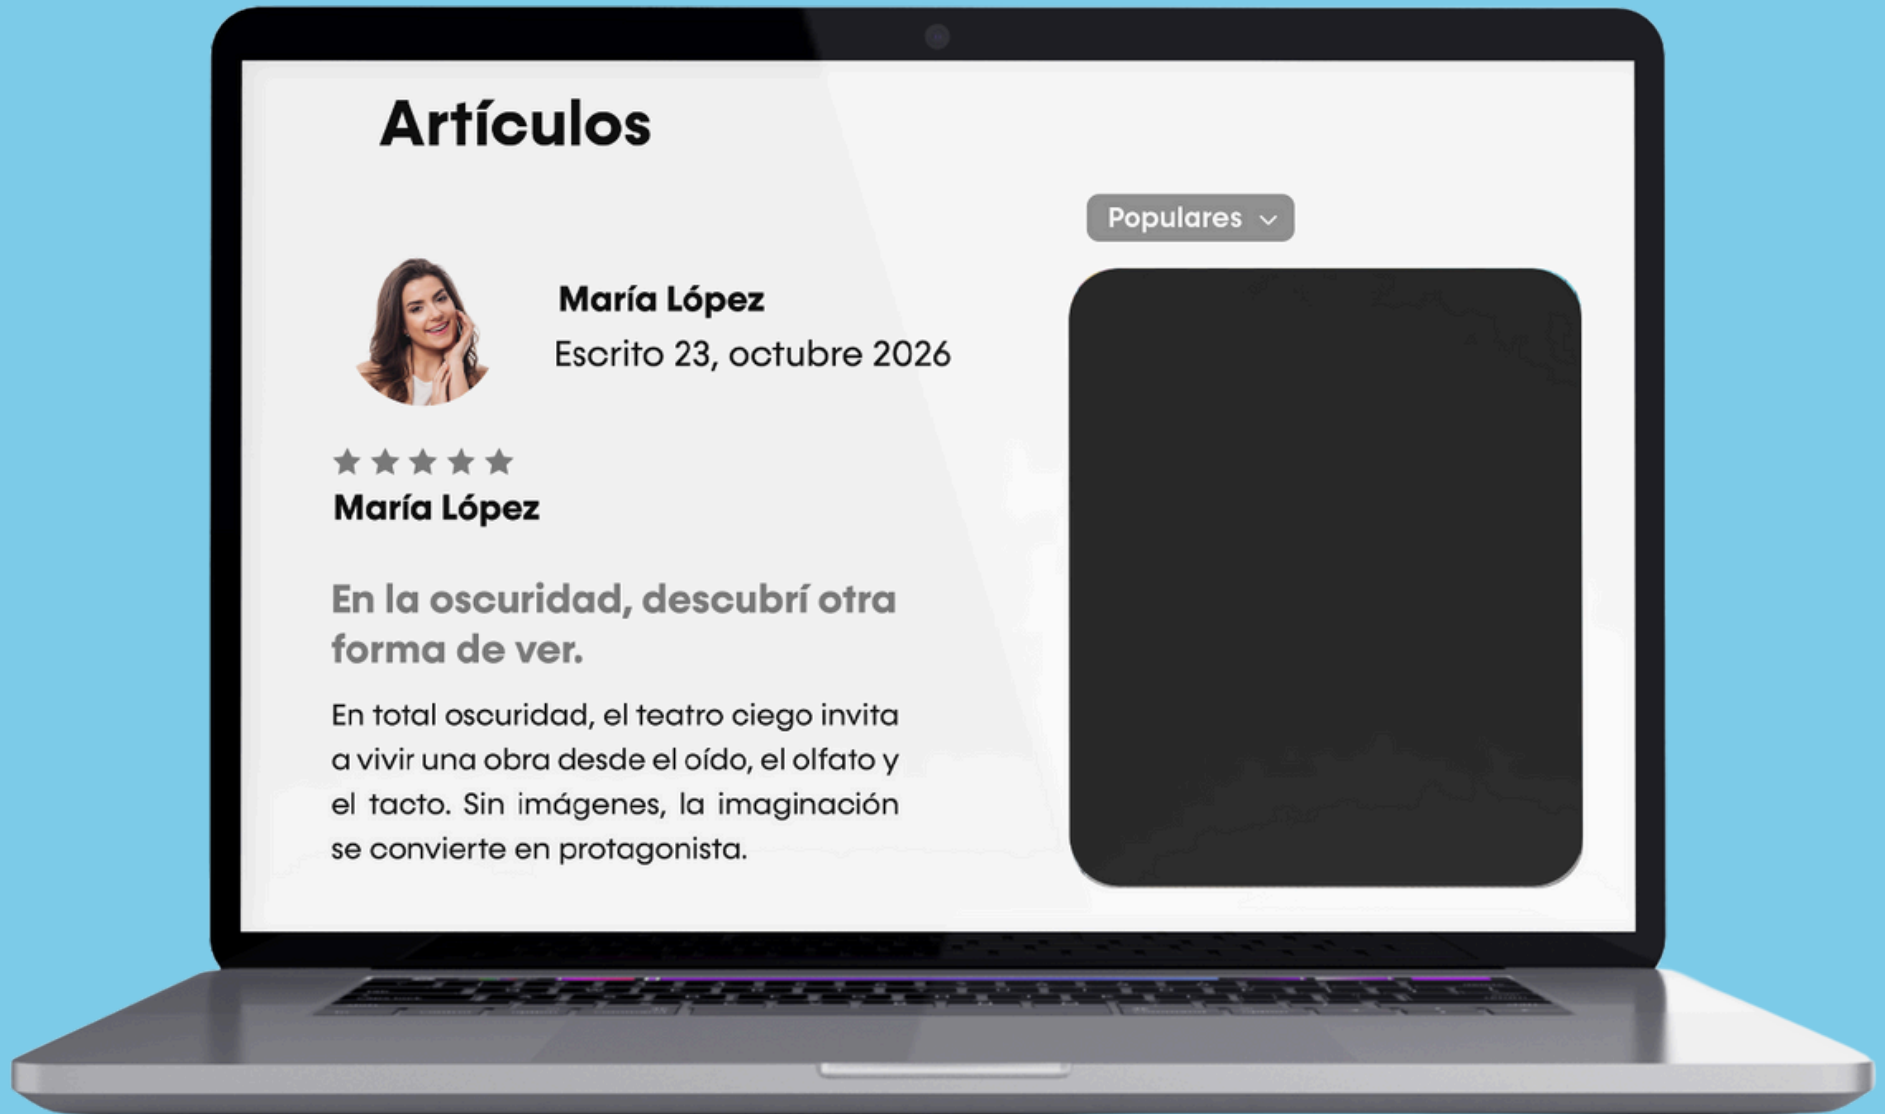 Artículos
Populares
María López
Escrito 23, octubre 2026
María López
En la oscuridad, descubrí otra
forma de ver.
En total oscuridad, el teatro ciego invita
a vivir una obra desde el oído, el olfato y
el tacto. Sin imágenes, la imaginación
se convierte en protagonista.